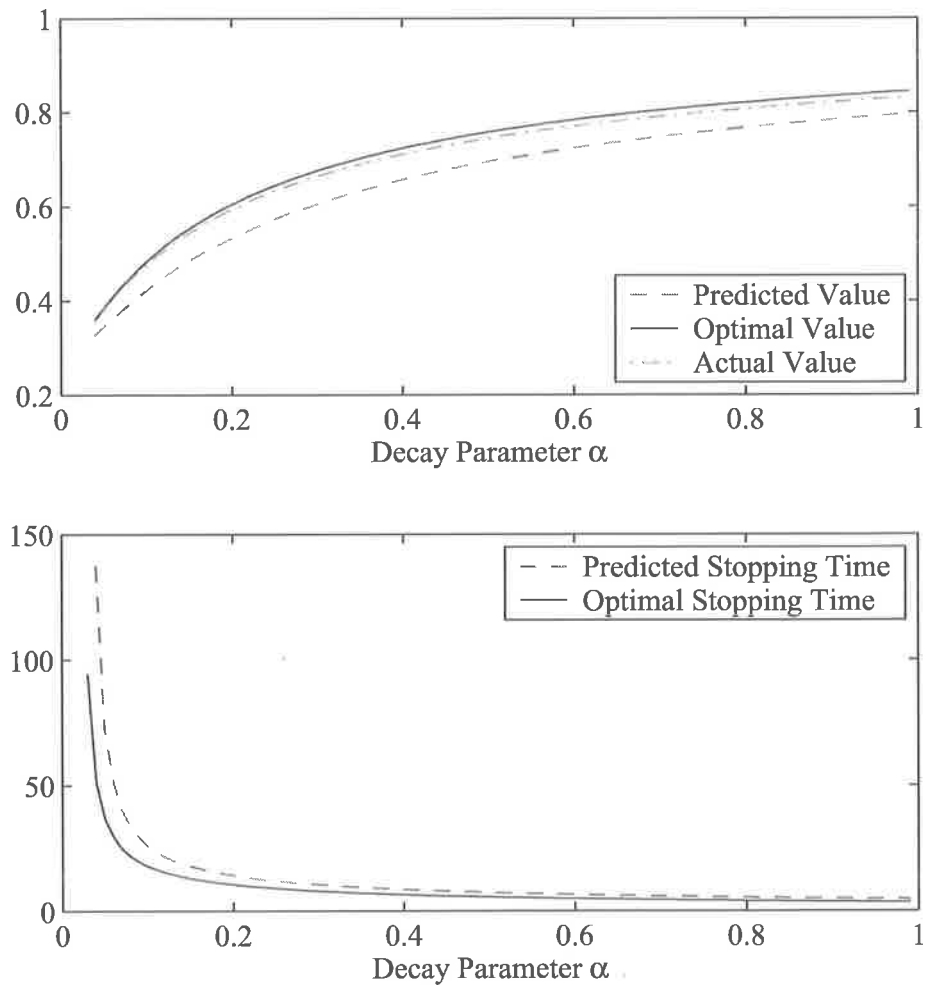 1
0.8
0.6
0.4
0.2
0 0.2 0.4 0.6 0.8 1
Decay Parameter α
Predicted Value
Optimal Value
Actual Value
150
100
50
0
0 0.2 0.4 0.6 0.8 1
Decay Parameter α
Predicted Stopping Time
Optimal Stopping Time